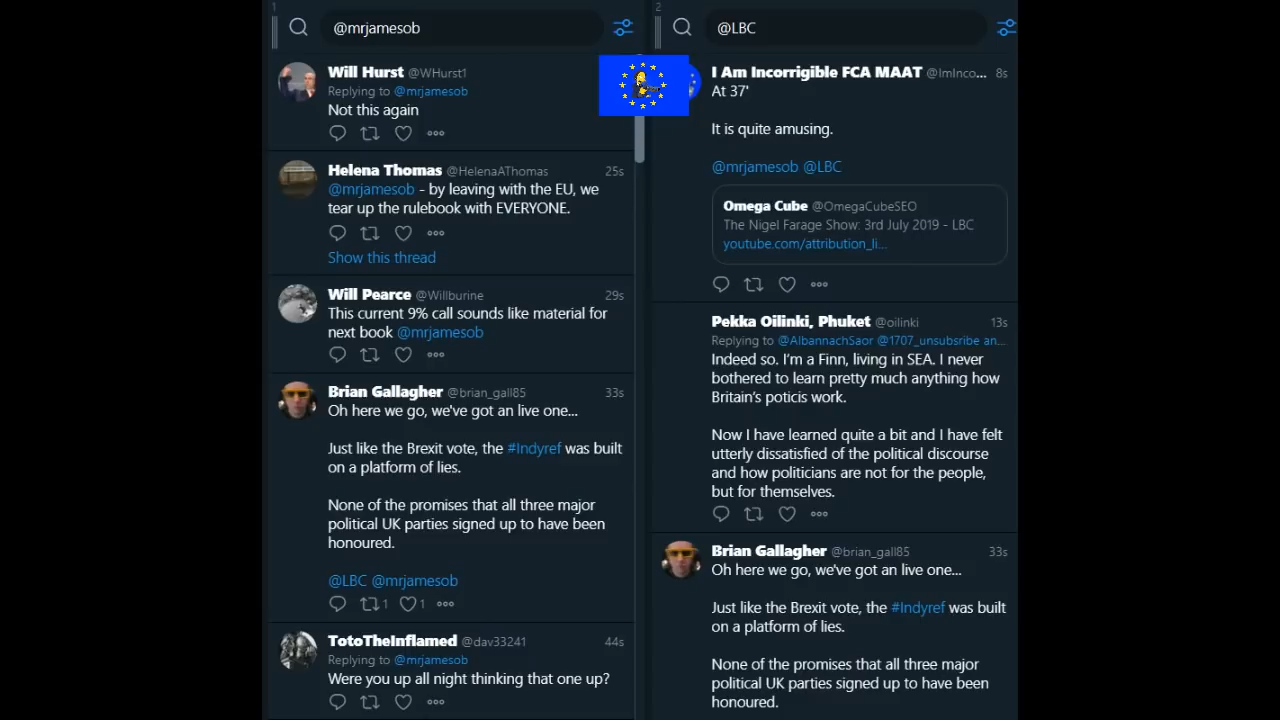 1
@mrjamesob
Will Hurst @WHurst1
Replying to @mrjamesob
Not this again
Helena Thomas @HelenaAThomas 25s
@mrjamesob - by leaving with the EU, we
tear up the rulebook with EVERYONE.
Show this thread
Will Pearce @Willburine 29s
This current 9% call sounds like material for
next book @mrjamesob
Brian Gallagher @brian_gall85 33s
Oh here we go, we've got an live one...
Just like the Brexit vote, the #Indyref was built
on a platform of lies.
None of the promises that all three major
political UK parties signed up to have been
honoured.
@LBC @mrjamesob
1 1
TotoTheInflamed @dav33241 44s
Replying to @mrjamesob
Were you up all night thinking that one up?
2
@LBC
I Am Incorrigible FCA MAAT @ImInco... 8s
At 37'
It is quite amusing.
@mrjamesob @LBC
Omega Cube @OmegaCubeSEO
The Nigel Farage Show: 3rd July 2019 - LBC
youtube.com/attribution_li...
Pekka Oilinki, Phuket @oilinki 13s
Replying to @AlbannachSaor @1707_unsubsribe an...
Indeed so. I'm a Finn, living in SEA. I never
bothered to learn pretty much anything how
Britain's poticis work.
Now I have learned quite a bit and I have felt
utterly dissatisfied of the political discourse
and how politicians are not for the people,
but for themselves.
Brian Gallagher @brian_gall85 33s
Oh here we go, we've got an live one...
Just like the Brexit vote, the #Indyref was built
on a platform of lies.
None of the promises that all three major
political UK parties signed up to have been
honoured.